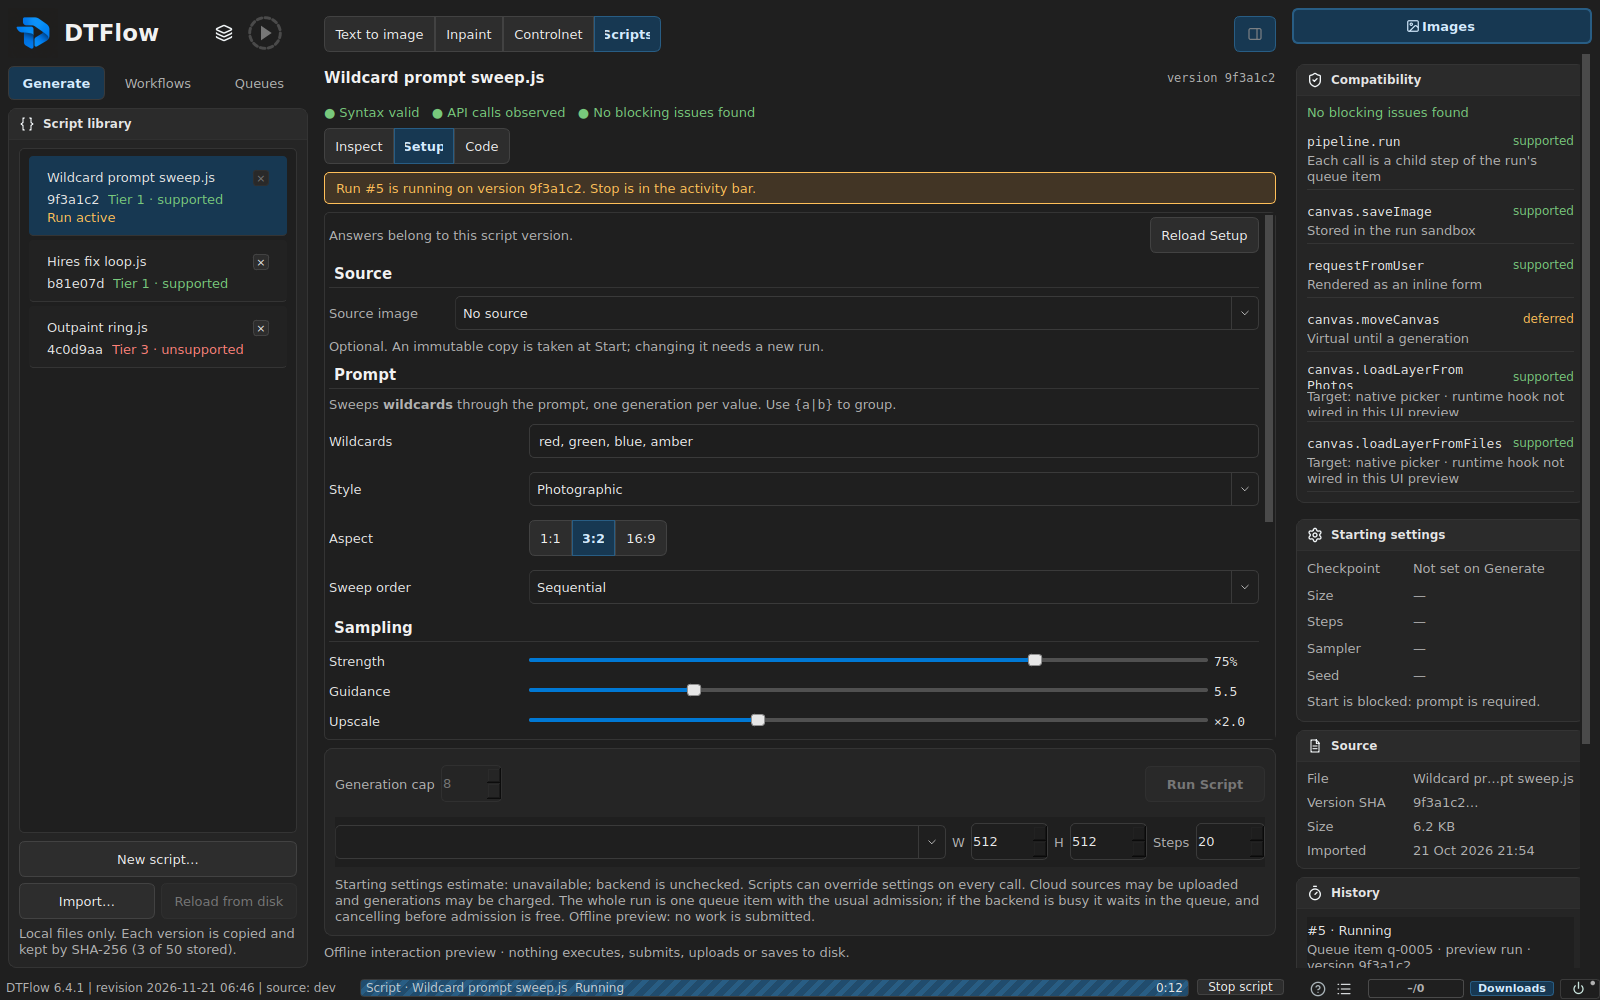 DTFlow
Generate
Workflows
Queues
Script library
Wildcard prompt sweep.js
9f3a1c2 Tier 1 · supported
Run active
Hires fix loop.js
b81e07d Tier 1 · supported
Outpaint ring.js
4c0d9aa Tier 3 · unsupported
New script...
Import...
Reload from disk
Local files only. Each version is copied and
kept by SHA-256 (3 of 50 stored).
Text to image
Inpaint
Controlnet
Scripts
Wildcard prompt sweep.js
version 9f3a1c2
Syntax valid
API calls observed
No blocking issues found
Inspect
Setup
Code
Run #5 is running on version 9f3a1c2. Stop is in the activity bar.
Answers belong to this script version.
Reload Setup
Source
Source image
No source
Optional. An immutable copy is taken at Start; changing it needs a new run.
Prompt
Sweeps wildcards through the prompt, one generation per value. Use {a|b} to group.
Wildcards
red, green, blue, amber
Style
Photographic
Aspect
1:1
3:2
16:9
Sweep order
Sequential
Sampling
Strength
75%
Guidance
5.5
Upscale
×2.0
Generation cap
8
Run Script
W
512
H
512
Steps
20
Starting settings estimate: unavailable; backend is unchecked. Scripts can override settings on every call. Cloud sources may be uploaded
and generations may be charged. The whole run is one queue item with the usual admission; if the backend is busy it waits in the queue, and
cancelling before admission is free. Offline preview: no work is submitted.
Offline interaction preview · nothing executes, submits, uploads or saves to disk.
Images
Compatibility
No blocking issues found
pipeline.run
supported
Each call is a child step of the run's
queue item
canvas.saveImage
supported
Stored in the run sandbox
requestFromUser
supported
Rendered as an inline form
canvas.moveCanvas
deferred
Virtual until a generation
canvas.loadLayerFrom
Photos
supported
Target: native picker · runtime hook not
wired in this UI preview
canvas.loadLayerFromFiles
supported
Target: native picker · runtime hook not
wired in this UI preview
Starting settings
Checkpoint
Not set on Generate
Size
—
Steps
—
Sampler
—
Seed
—
Start is blocked: prompt is required.
Source
File
Wildcard pr...pt sweep.js
Version SHA
9f3a1c2...
Size
6.2 KB
Imported
21 Oct 2026 21:54
History
#5 · Running
Queue item q-0005 · preview run ·
version 9f3a1c2
DTFlow 6.4.1 | revision 2026-11-21 06:46 | source: dev
Script · Wildcard prompt sweep.js Running
0:12
Stop script
-/0
Downloads